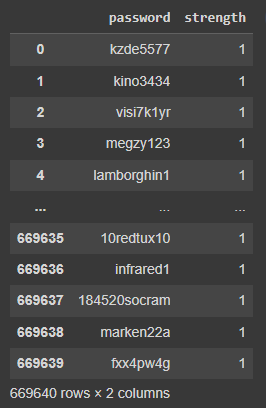 password strength
0 kzde5577 1
1 kino3434 1
2 visi7k1yr 1
3 megzy123 1
4 lamborghin1 1
... ... ...
669635 10redtux10 1
669636 infrared1 1
669637 184520socram 1
669638 marken22a 1
669639 fxx4pw4g 1
669640 rows × 2 columns